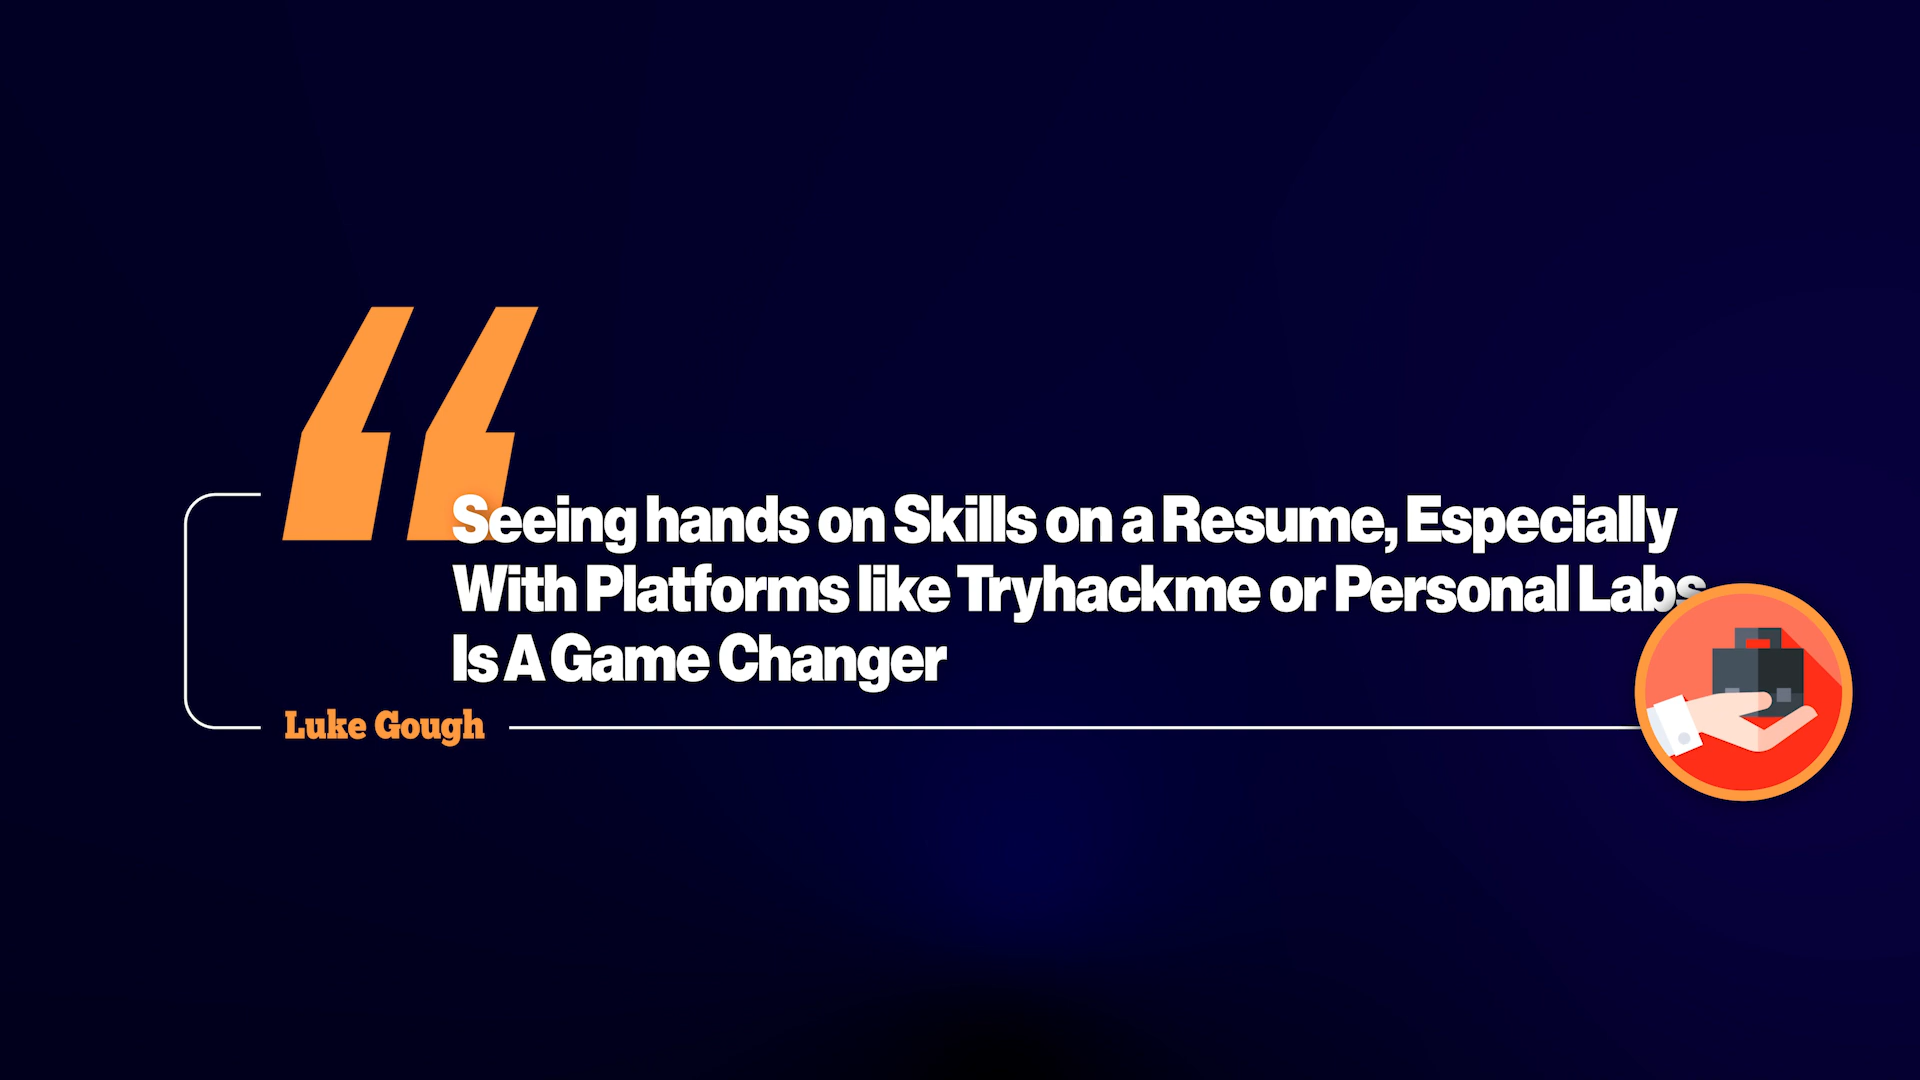 “
Seeing hands on Skills on a Resume, Especially
With Platforms like Tryhackme or Personal Labs
Is A Game Changer
Luke Gough